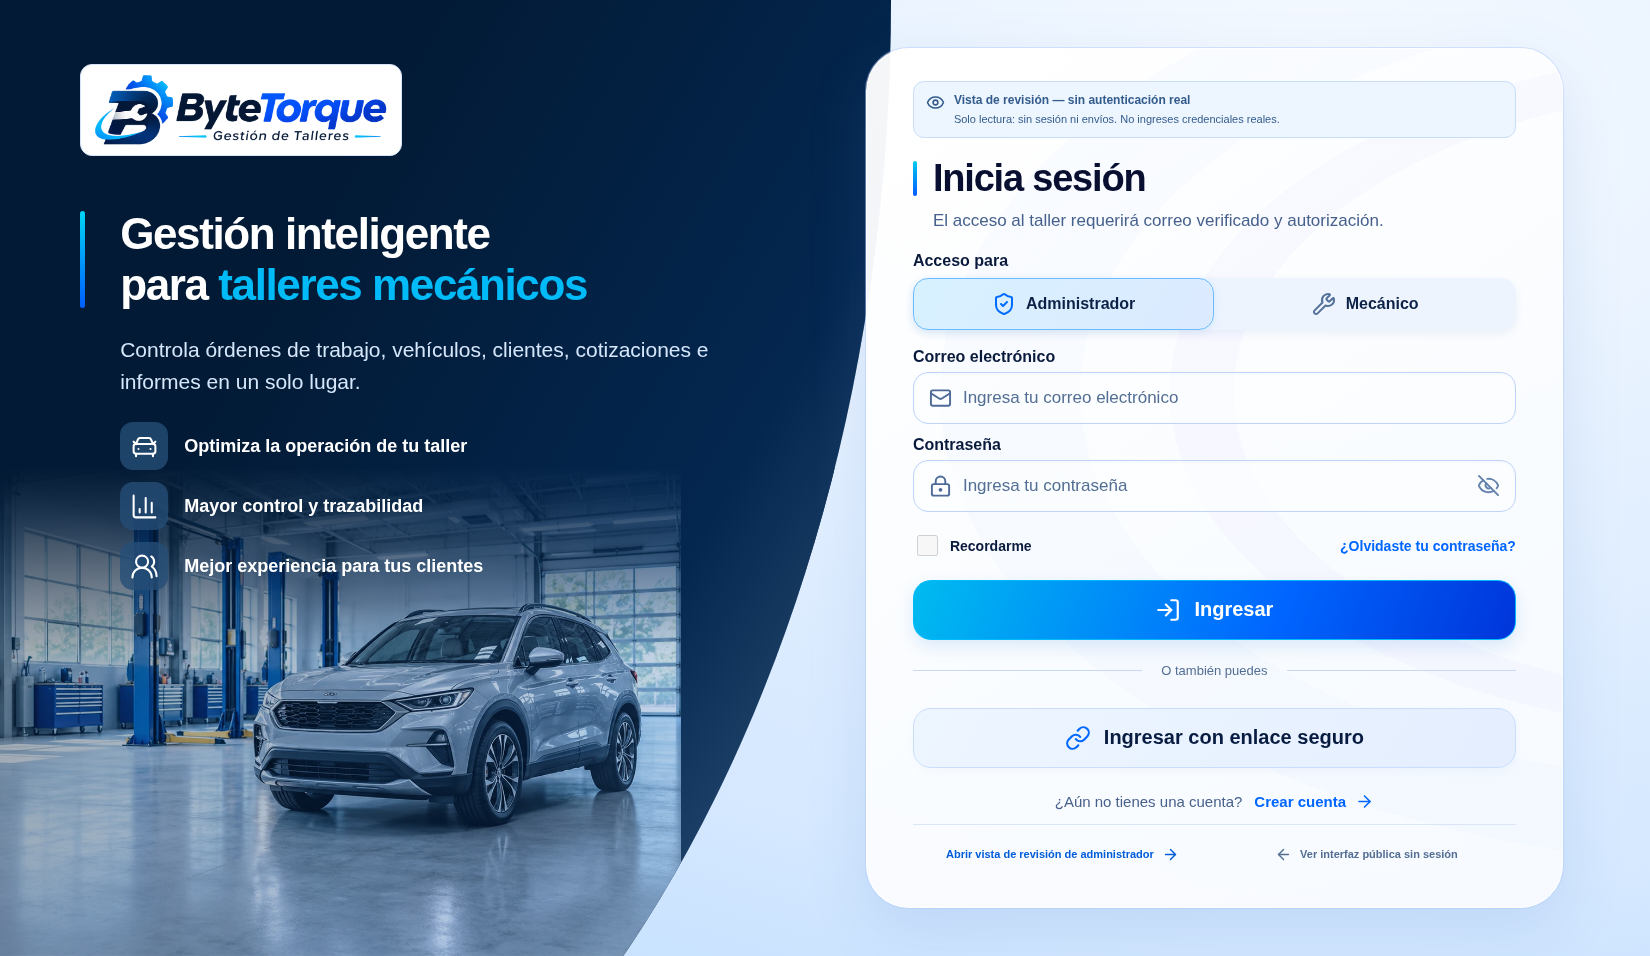 ByteTorque
Gestión de Talleres
Gestión inteligente
para talleres mecánicos
Controla órdenes de trabajo, vehículos, clientes, cotizaciones e
informes en un solo lugar.
Optimiza la operación de tu taller
Mayor control y trazabilidad
Mejor experiencia para tus clientes
Vista de revisión — sin autenticación real
Solo lectura: sin sesión ni envíos. No ingreses credenciales reales.
Inicia sesión
El acceso al taller requerirá correo verificado y autorización.
Acceso para
Administrador
Mecánico
Correo electrónico
Ingresa tu correo electrónico
Contraseña
Ingresa tu contraseña
Recordarme
¿Olvidaste tu contraseña?
Ingresar
O también puedes
Ingresar con enlace seguro
¿Aún no tienes una cuenta? Crear cuenta
Abrir vista de revisión de administrador
Ver interfaz pública sin sesión